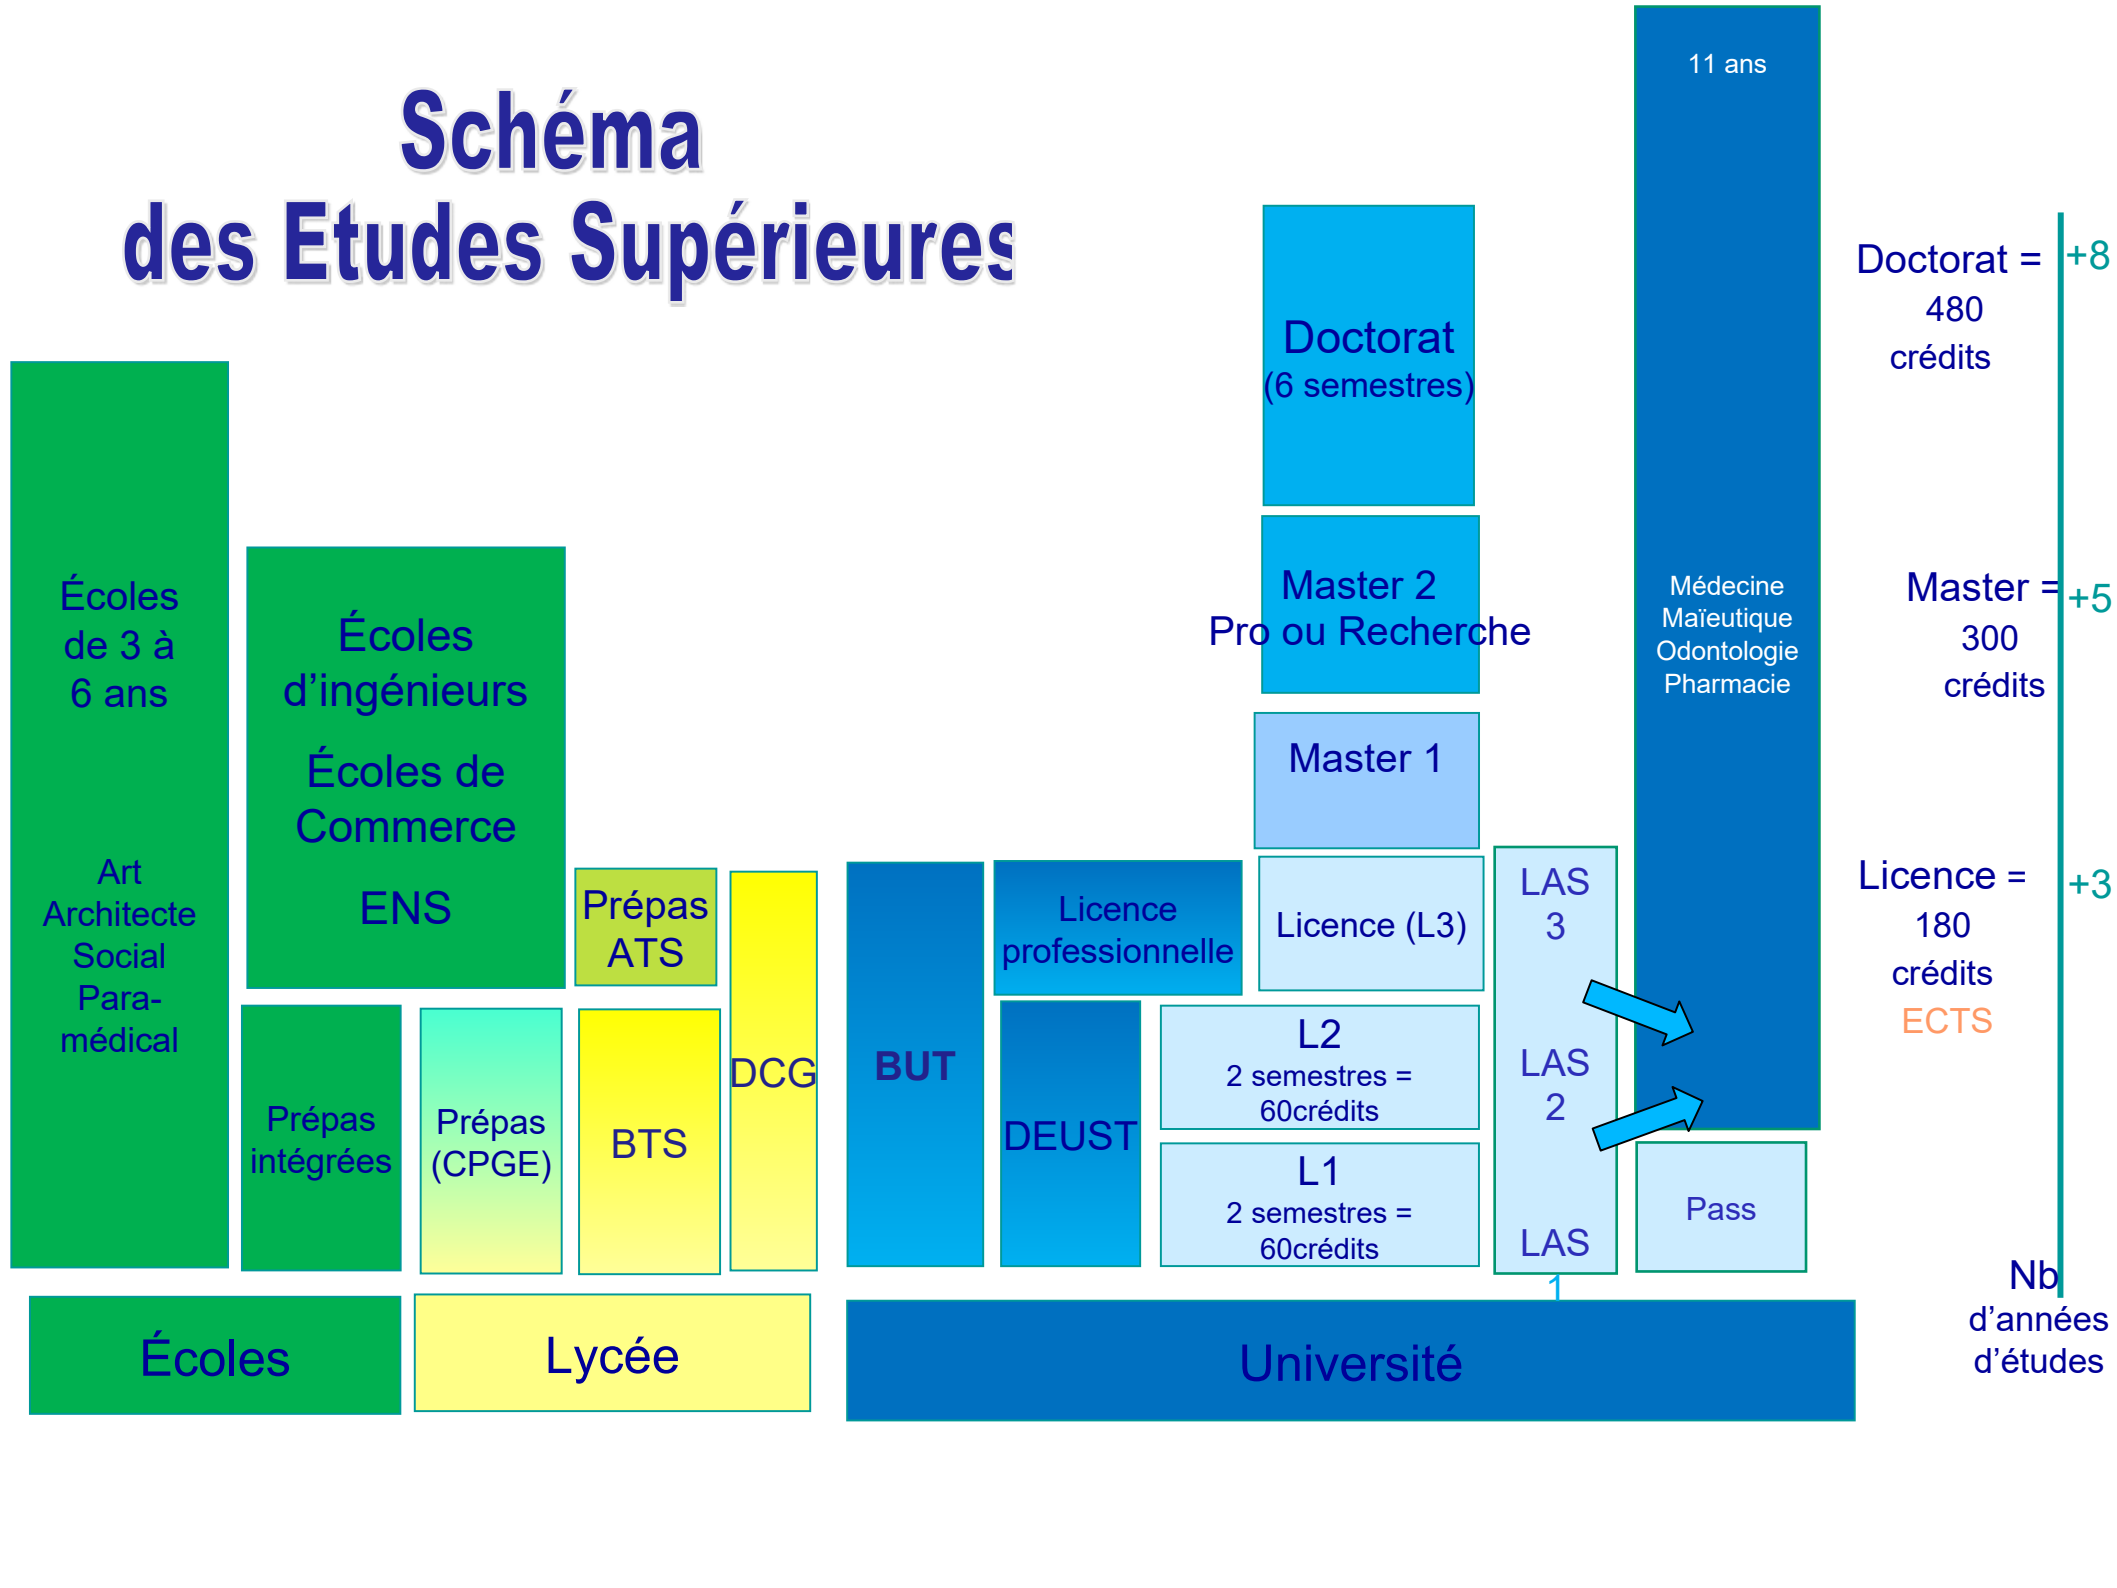 Schéma
des Etudes Supérieures
Écoles
de 3 à
6 ans
Art
Architecte
Social
Para-
médical
Écoles
d’ingénieurs
Écoles de
Commerce
ENS
Prépas
intégrées
Prépas
(CPGE)
Prépas
ATS
BTS
DCG
BUT
Licence
professionnelle
DEUST
Doctorat
(6 semestres)
Master 2
Pro ou Recherche
Master 1
Licence (L3)
L2
2 semestres =
60crédits
L1
2 semestres =
60crédits
LAS
3
LAS
2
LAS
1
11 ans
Médecine
Maïeutique
Odontologie
Pharmacie
Pass
Doctorat =
480
crédits
+8
Master =
300
crédits
+5
Licence =
180
crédits
ECTS
+3
Nb
d’années
d’études
Écoles
Lycée
Université